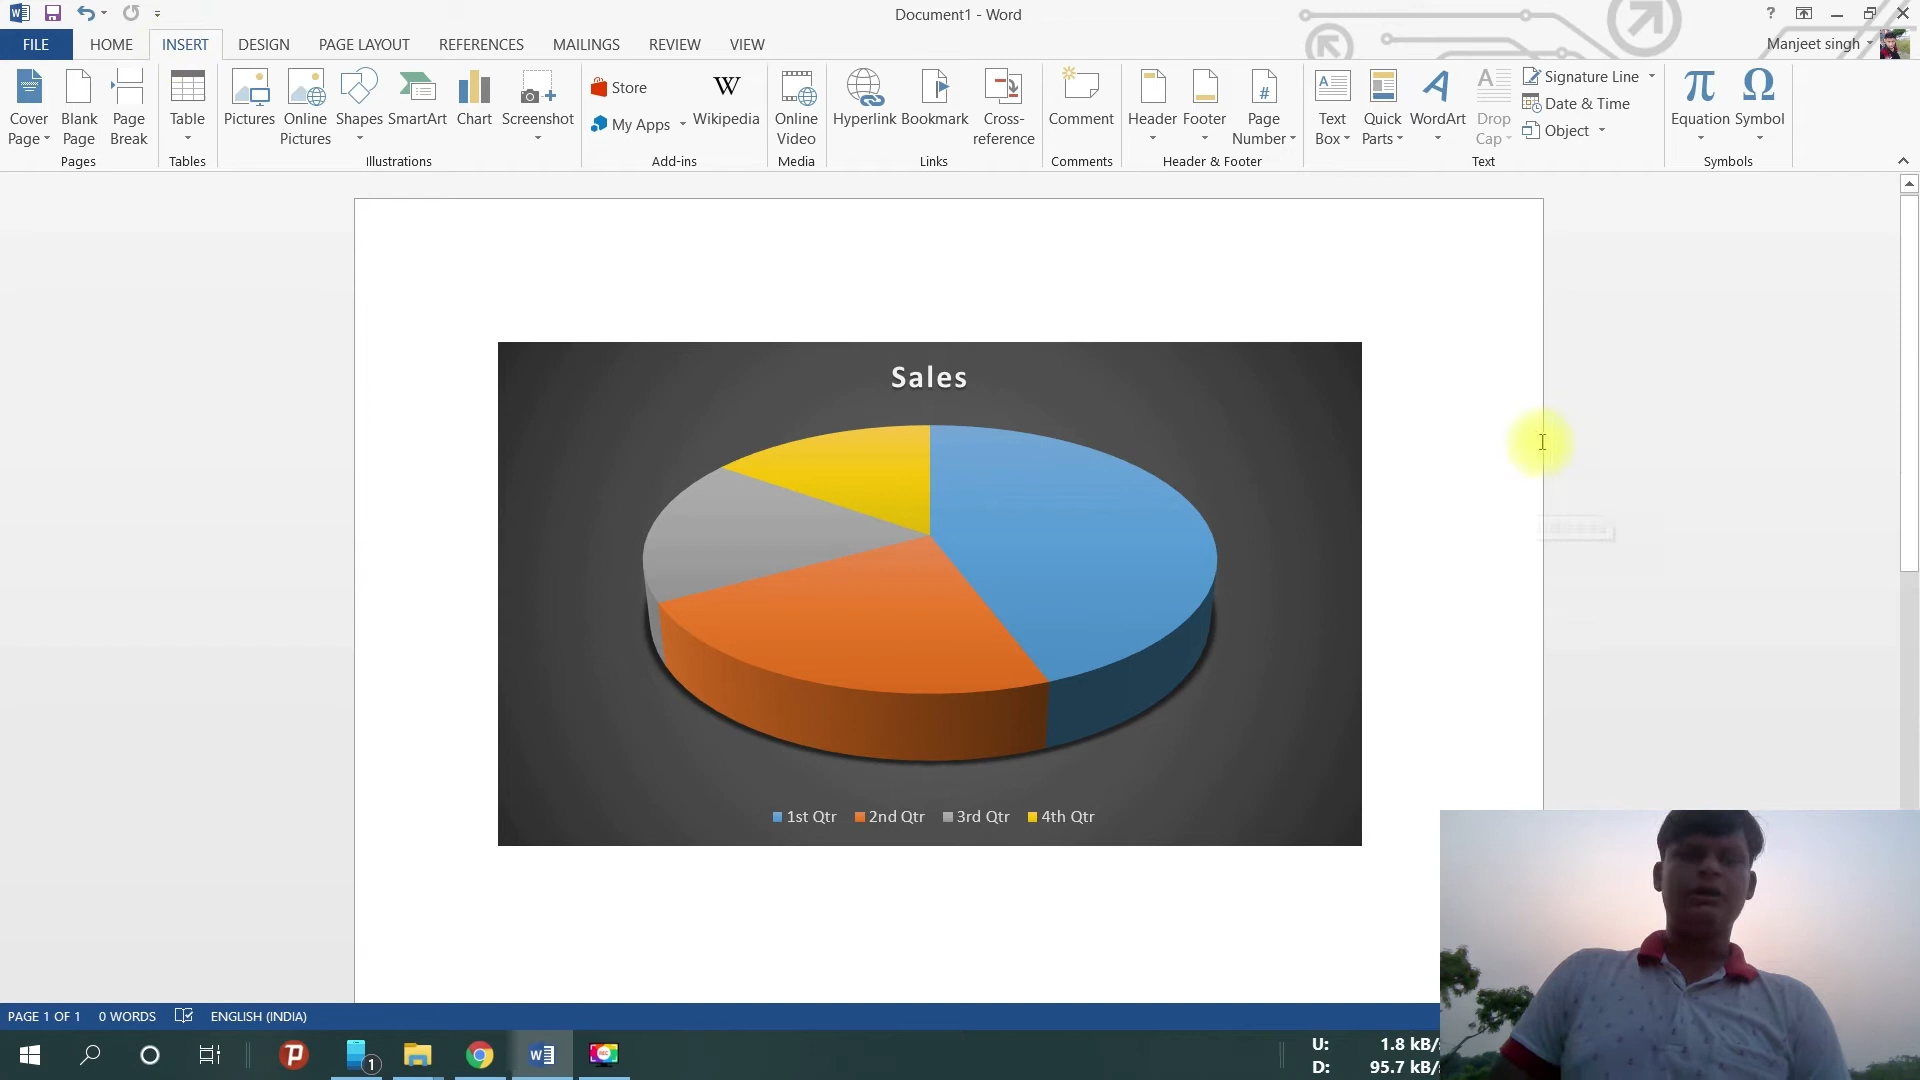 Document1 - Word
FILE HOME INSERT DESIGN PAGE LAYOUT REFERENCES MAILINGS REVIEW VIEW
Manjeet singh
Cover Page
Blank Page
Page Break
Pages
Table
Tables
Pictures
Online Pictures
Shapes
SmartArt
Chart
Screenshot
Illustrations
Store
My Apps
W
Wikipedia
Add-ins
Online Video
Media
Hyperlink
Bookmark
Cross-reference
Links
Comment
Comments
Header
Footer
#
Page Number
Header & Footer
A
Text Box
Quick Parts
A
WordArt
A
Drop Cap
Signature Line
Date & Time
Object
Text
π
Equation
Ω
Symbol
Symbols
Sales
1st Qtr 2nd Qtr 3rd Qtr 4th Qtr
PAGE 1 OF 1 0 WORDS ENGLISH (INDIA)
1
U: 1.8 kB/
D: 95.7 kB/